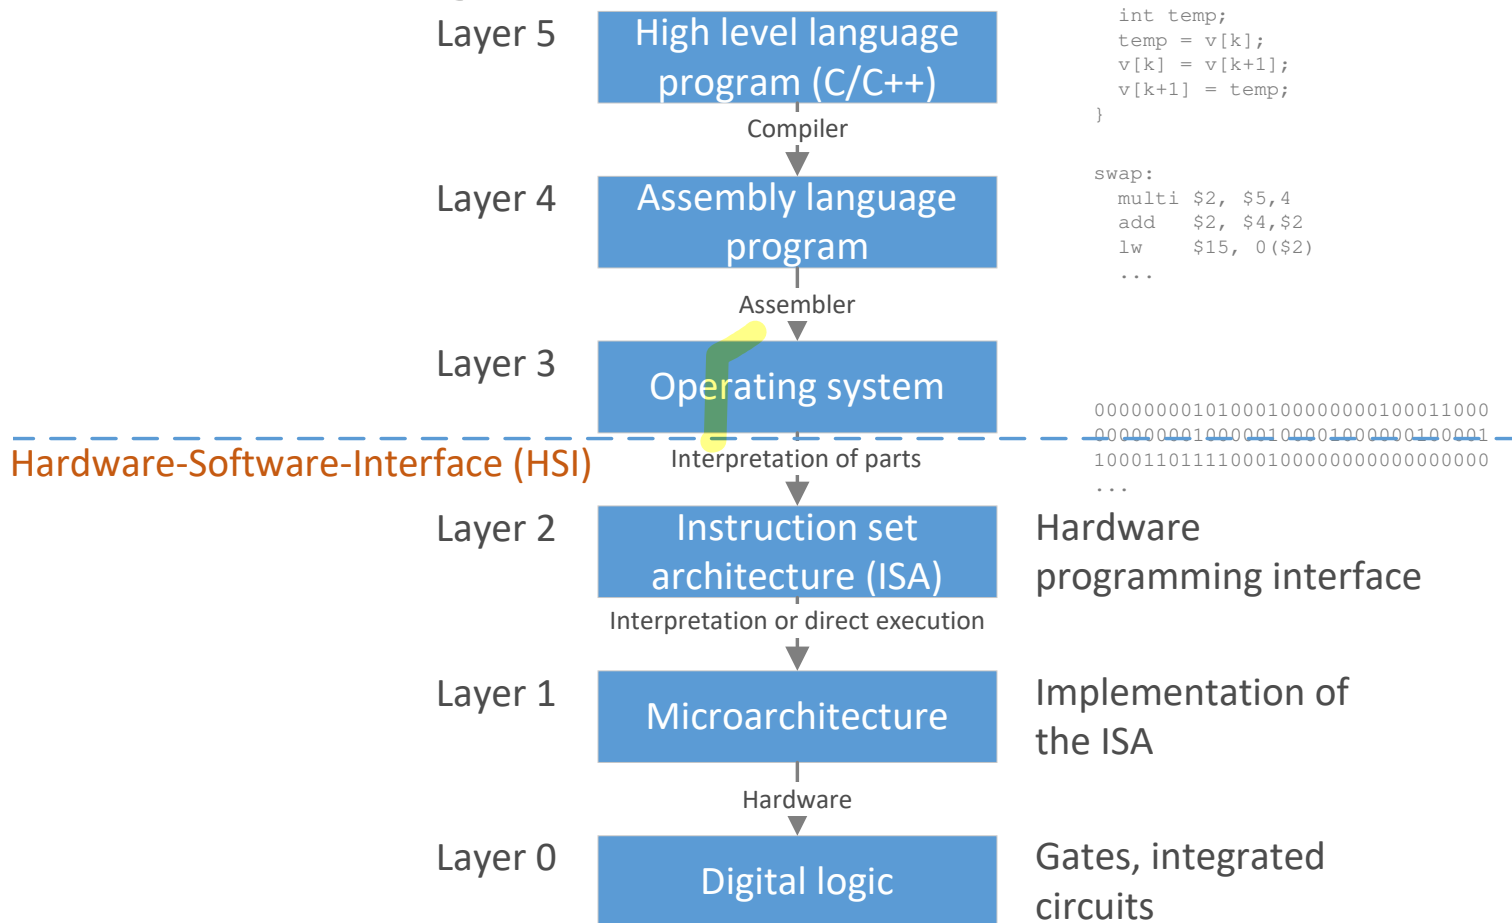 Layer 5
High level language
program (C/C++)
int temp;
temp = v[k];
v[k] = v[k+1];
v[k+1] = temp;
}
Compiler
Layer 4
Assembly language
program
swap:
multi $2, $5,4
add $2, $4,$2
lw $15, 0($2)
...
Assembler
Layer 3
Operating system
00000000101000100000000100011000
00000000100000100001000000100001
Hardware-Software-Interface (HSI)
Interpretation of parts
10001101111000100000000000000000
...
Layer 2
Instruction set
architecture (ISA)
Hardware
programming interface
Interpretation or direct execution
Layer 1
Microarchitecture
Implementation of
the ISA
Hardware
Layer 0
Digital logic
Gates, integrated
circuits